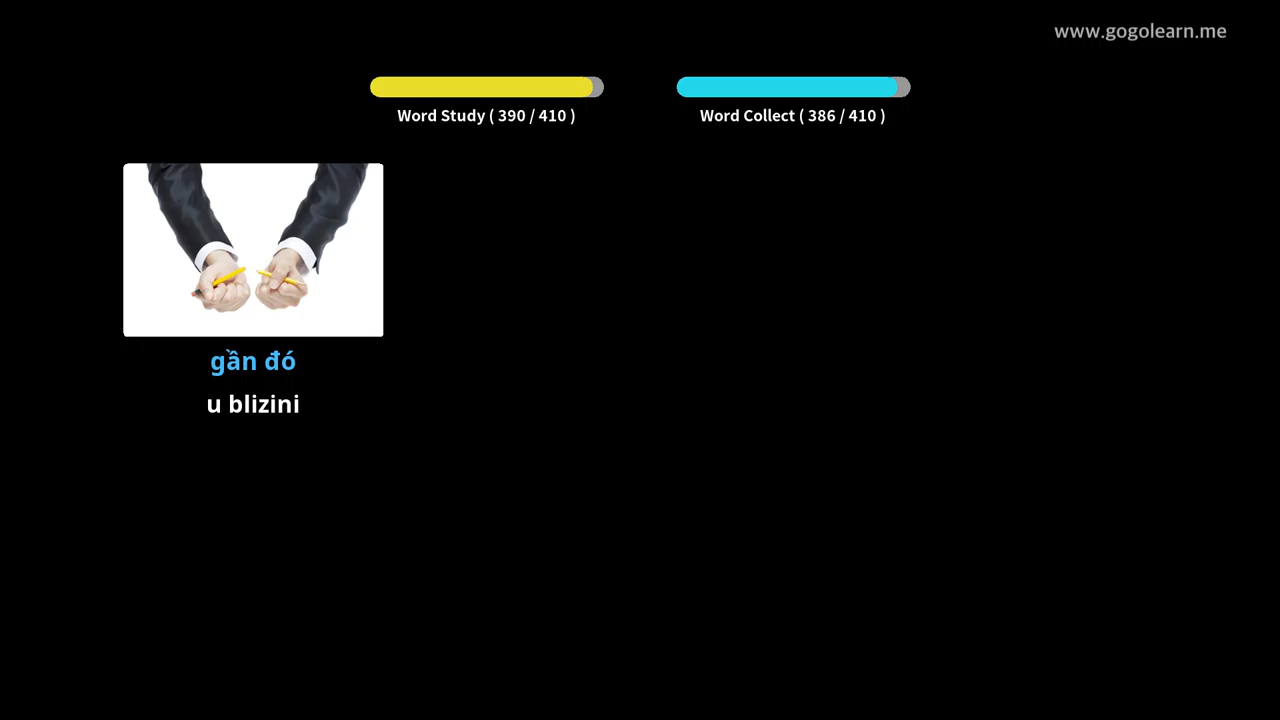 www.gogolearn.me
Word Study ( 390 / 410 )
Word Collect ( 386 / 410 )
gần đó
u blizini